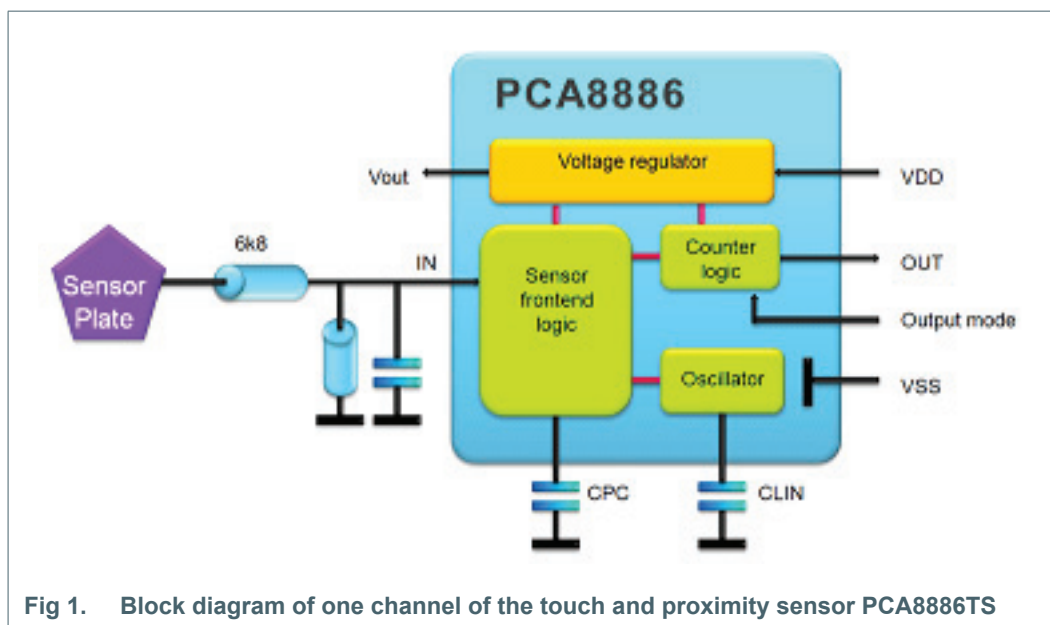 PCA8886
Voltage regulator
Vout
VDD
6k8
IN
Sensor
frontend
logic
Counter
logic
OUT
Sensor
Plate
Output mode
Oscillator
VSS
CPC
CLIN
Fig 1. Block diagram of one channel of the touch and proximity sensor PCA8886TS